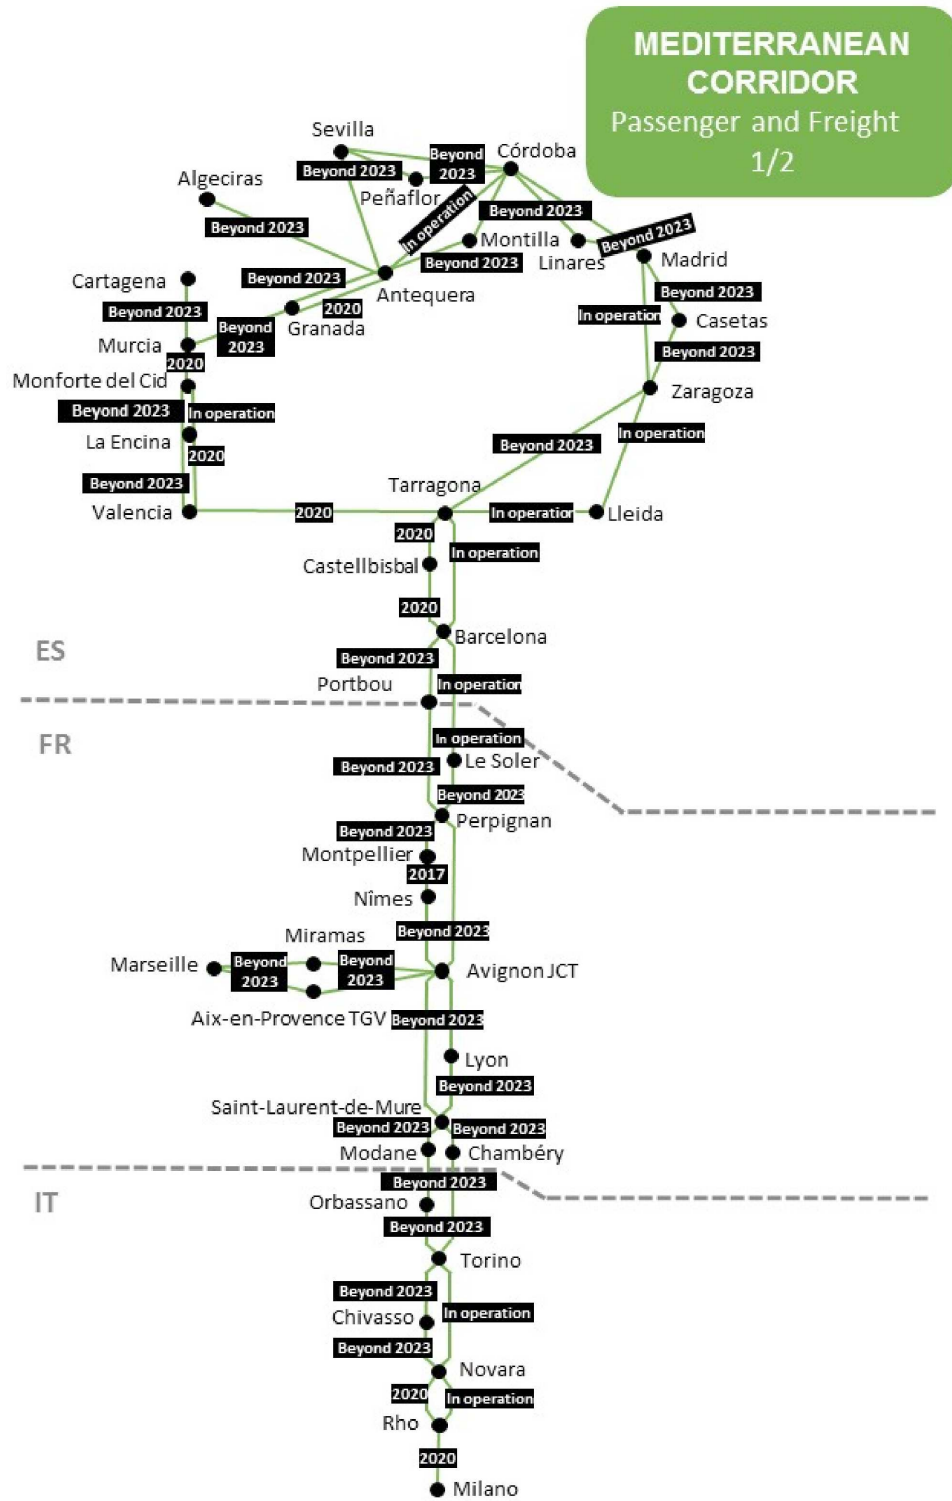 MEDITERRANEAN
CORRIDOR
Passenger and Freight
1/2
Sevilla
Beyond
2023
Córdoba
Beyond 2023
Algeciras
Peñaflor
In operation
Beyond 2023
Beyond 2023
Montilla
Linares
Beyond 2023
Madrid
Cartagena
Beyond 2023
Beyond 2023
Antequera
Beyond 2023
Beyond 2023
2020
Granada
In operation
Casetas
Murcia
Beyond
2023
Beyond 2023
2020
Monforte del Cid
Zaragoza
Beyond 2023
In operation
La Encina
2020
Beyond 2023
In operation
Beyond 2023
Tarragona
Valencia
2020
In operation
Lleida
2020
In operation
Castellbisbal
2020
Barcelona
ES
Beyond 2023
Portbou
In operation
FR
In operation
Le Soler
Beyond 2023
Beyond 2023
Perpignan
Beyond 2023
Montpellier
2017
Nîmes
Beyond 2023
Miramas
Marseille
Beyond
2023
Beyond
2023
Avignon JCT
Aix-en-Provence TGV
Beyond 2023
Lyon
Beyond 2023
Saint-Laurent-de-Mure
Beyond 2023
Beyond 2023
Modane
Chambéry
IT
Beyond 2023
Orbassano
Beyond 2023
Torino
Beyond 2023
In operation
Chivasso
Beyond 2023
Novara
2020
In operation
Rho
2020
Milano